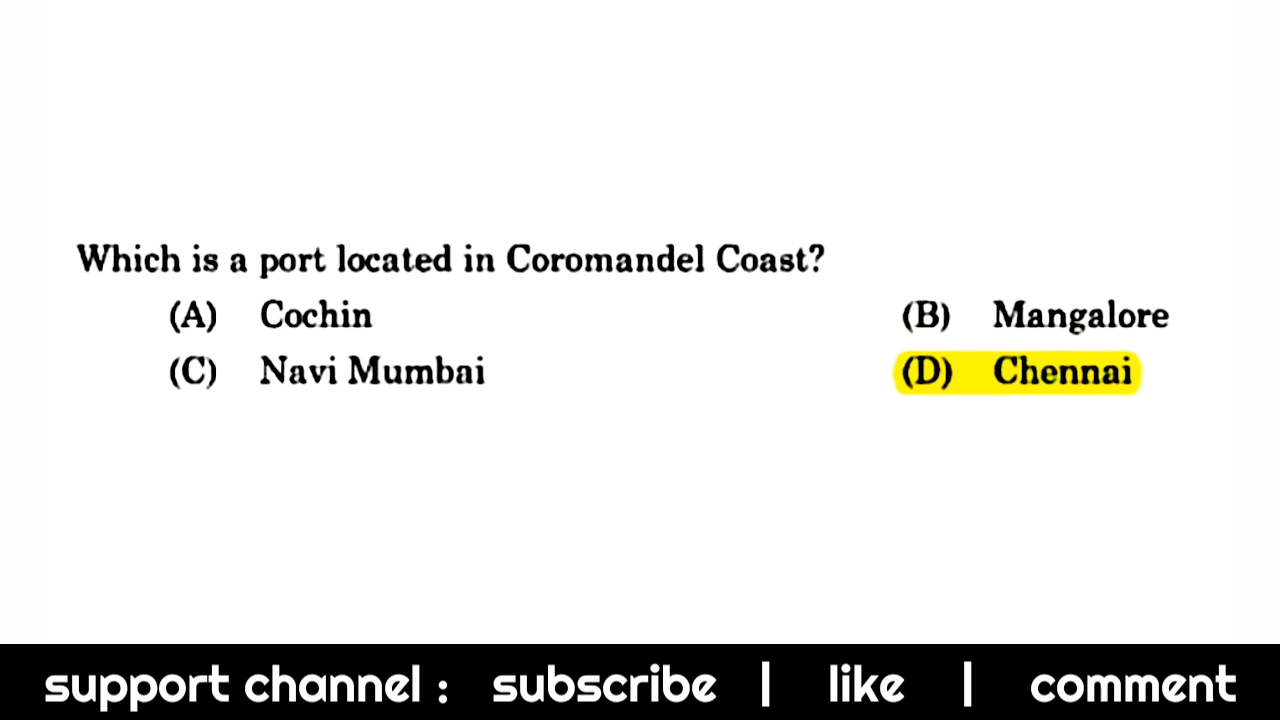 Which is a port located in Coromandel Coast?
(A) Cochin (B) Mangalore
(C) Navi Mumbai (D) Chennai
support channel : subscribe | like | comment